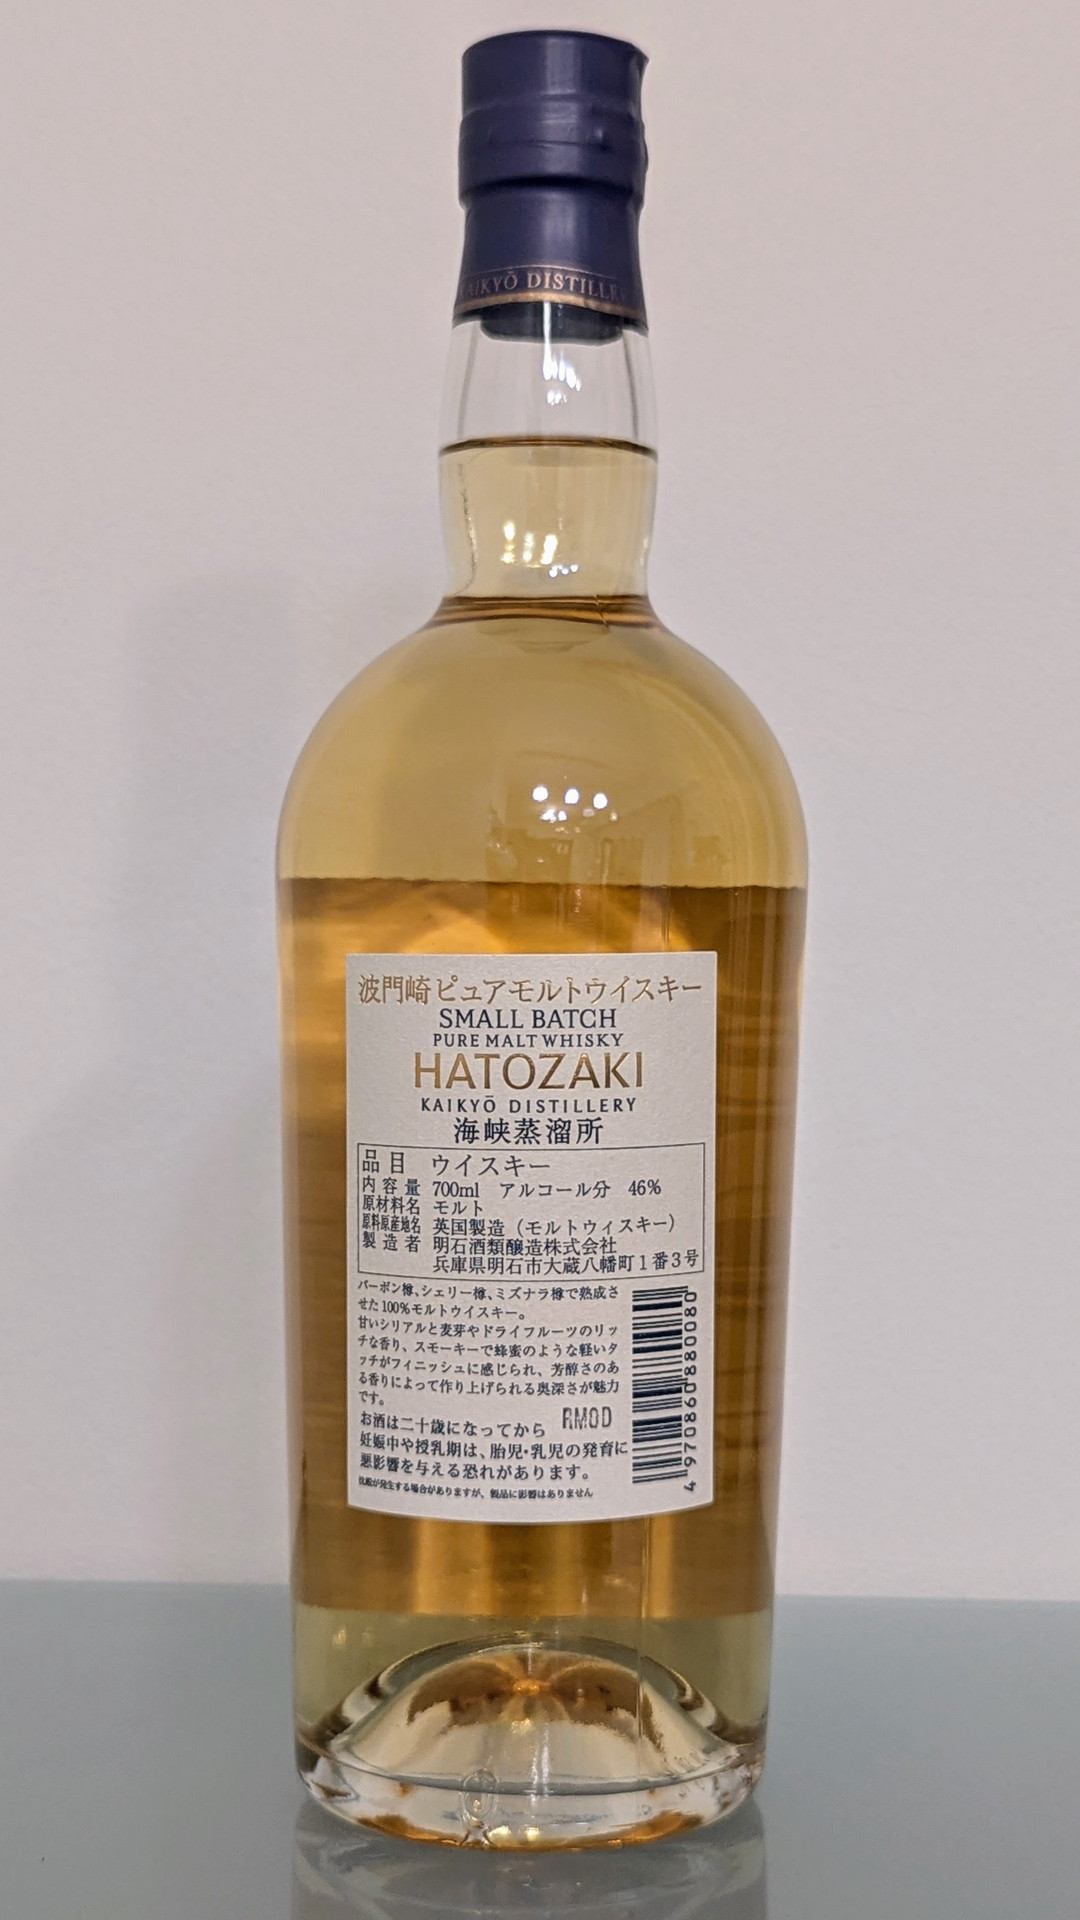 KAIKYŌ DISTILLERY
波門崎ピュアモルトウイスキー
SMALL BATCH
PURE MALT WHISKY
HATOZAKI
KAIKYŌ DISTILLERY
海峡蒸溜所
品目 ウイスキー
内容量 700ml アルコール分 46%
原材料名 モルト
原料原産地名 英国製造（モルトウィスキー）
製造者 明石酒類醸造株式会社
兵庫県明石市大蔵八幡町1番3号
バーボン樽、シェリー樽、ミズナラ樽で熟成さ
せた100%モルトウイスキー。
甘いシリアルと麦芽やドライフルーツのリッ
チな香り、スモーキーで蜂蜜のような軽いタ
ッチがフィニッシュに感じられ、芳醇さのあ
る香りによって作り上げられる奥深さが魅力
です。
お酒は二十歳になってから
RM0D
妊娠中や授乳期は、胎児・乳児の発育に
悪影響を与える恐れがあります。
が発生する場合がありますが、製品に影響はありません
4970860880080